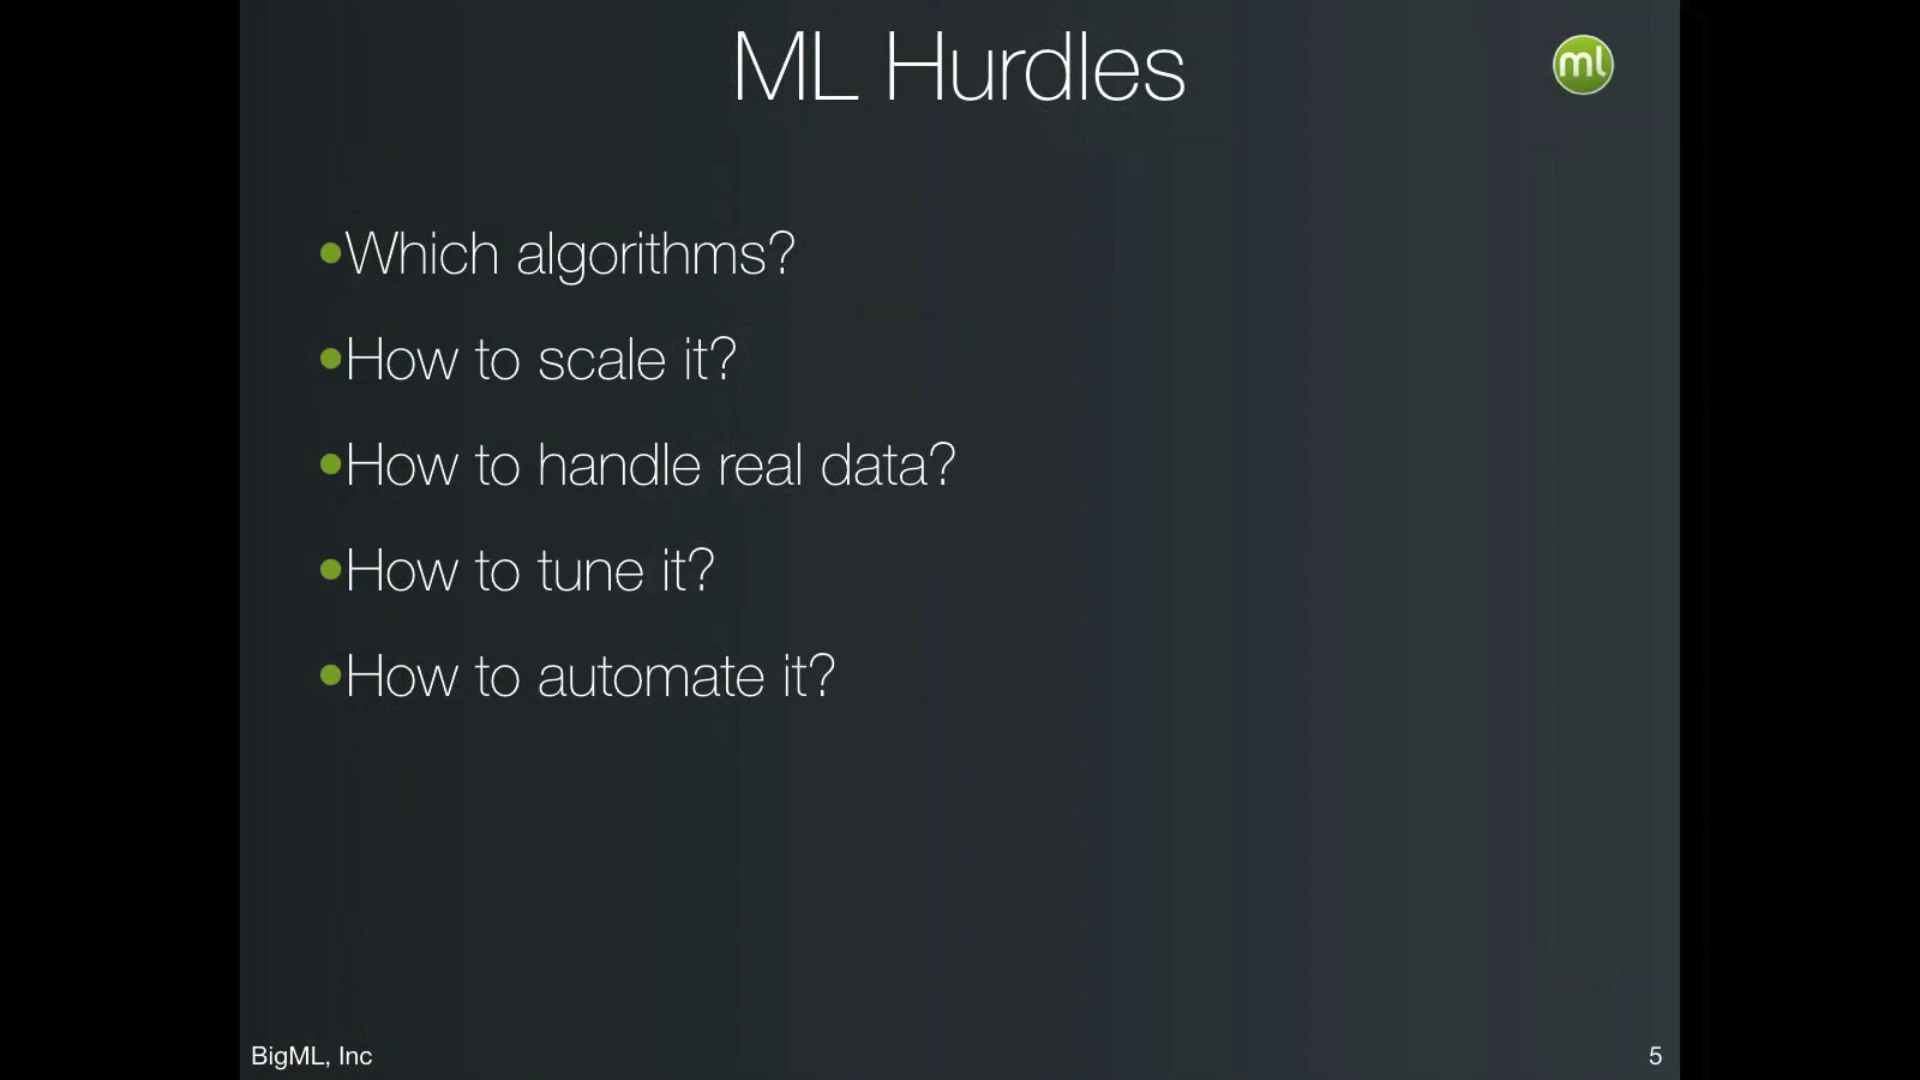 ML Hurdles
ml
•Which algorithms?
•How to scale it?
•How to handle real data?
•How to tune it?
•How to automate it?
BigML, Inc
5